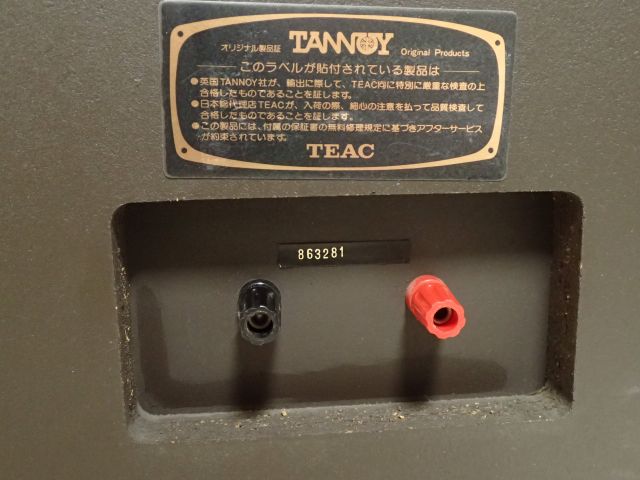 オリジナル製品証 TANNOY Original Products
このラベルが貼付されている製品は
●英国TANNOY社が、輸出に際して、TEAC向に特別に厳重な検査の上
合格したものであることを証します。
●日本総代理店TEACが、入荷の際、細心の注意を払って品質検査して
合格したものであることを証します。
●この製品には、付属の保証書の無料修理規定に基づきアフターサービス
が約束されています。
TEAC
863281